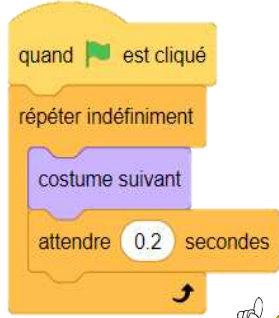 quand est cliqué
répéter indéfiniment
costume suivant
attendre 0.2 secondes